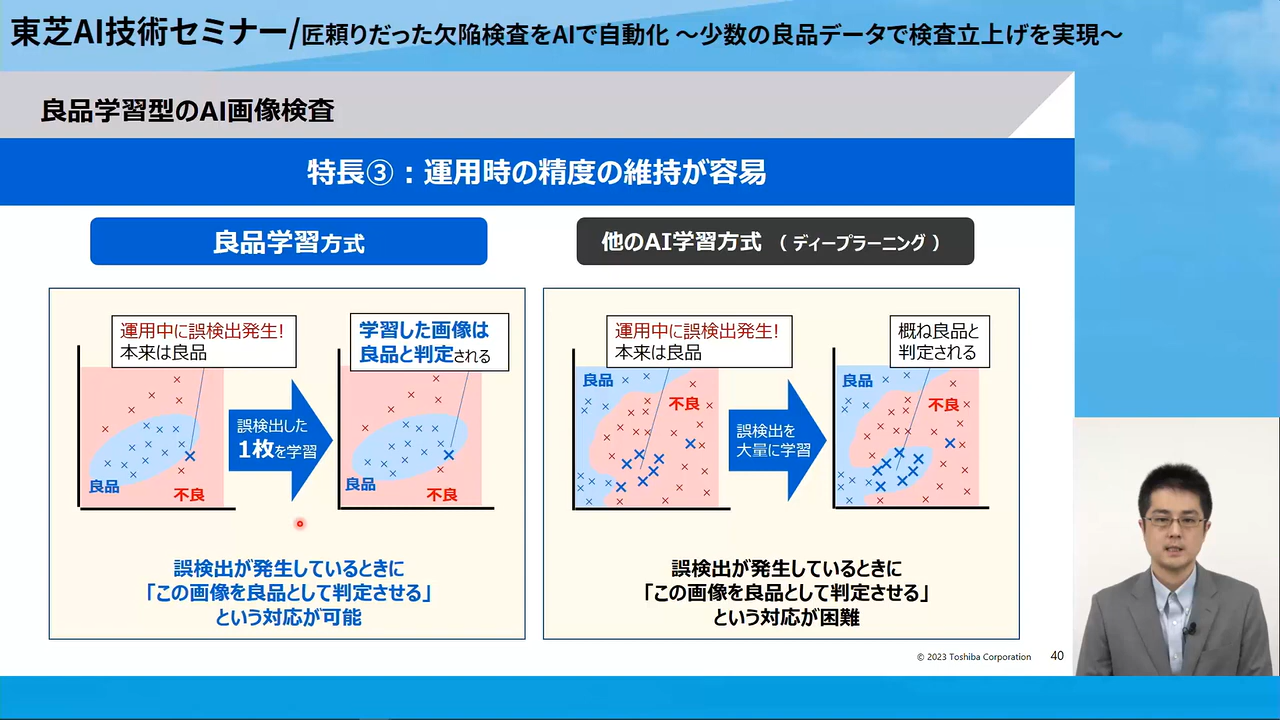 東芝AI技術セミナー/匠頼りだった欠陥検査をAIで自動化 ～少数の良品データで検査立上げを実現～
良品学習型のAI画像検査
特長③：運用時の精度の維持が容易
良品学習方式
運用中に誤検出発生!
本来は良品
学習した画像は
良品と判定される
誤検出した
1枚を学習
良品
不良
良品
不良
誤検出が発生しているときに
「この画像を良品として判定させる」
という対応が可能
他のAI学習方式 （ ディープラーニング ）
運用中に誤検出発生!
本来は良品
概ね良品と
判定される
良品
不良
誤検出を
大量に学習
良品
不良
誤検出が発生しているときに
「この画像を良品として判定させる」
という対応が困難
© 2023 Toshiba Corporation
40